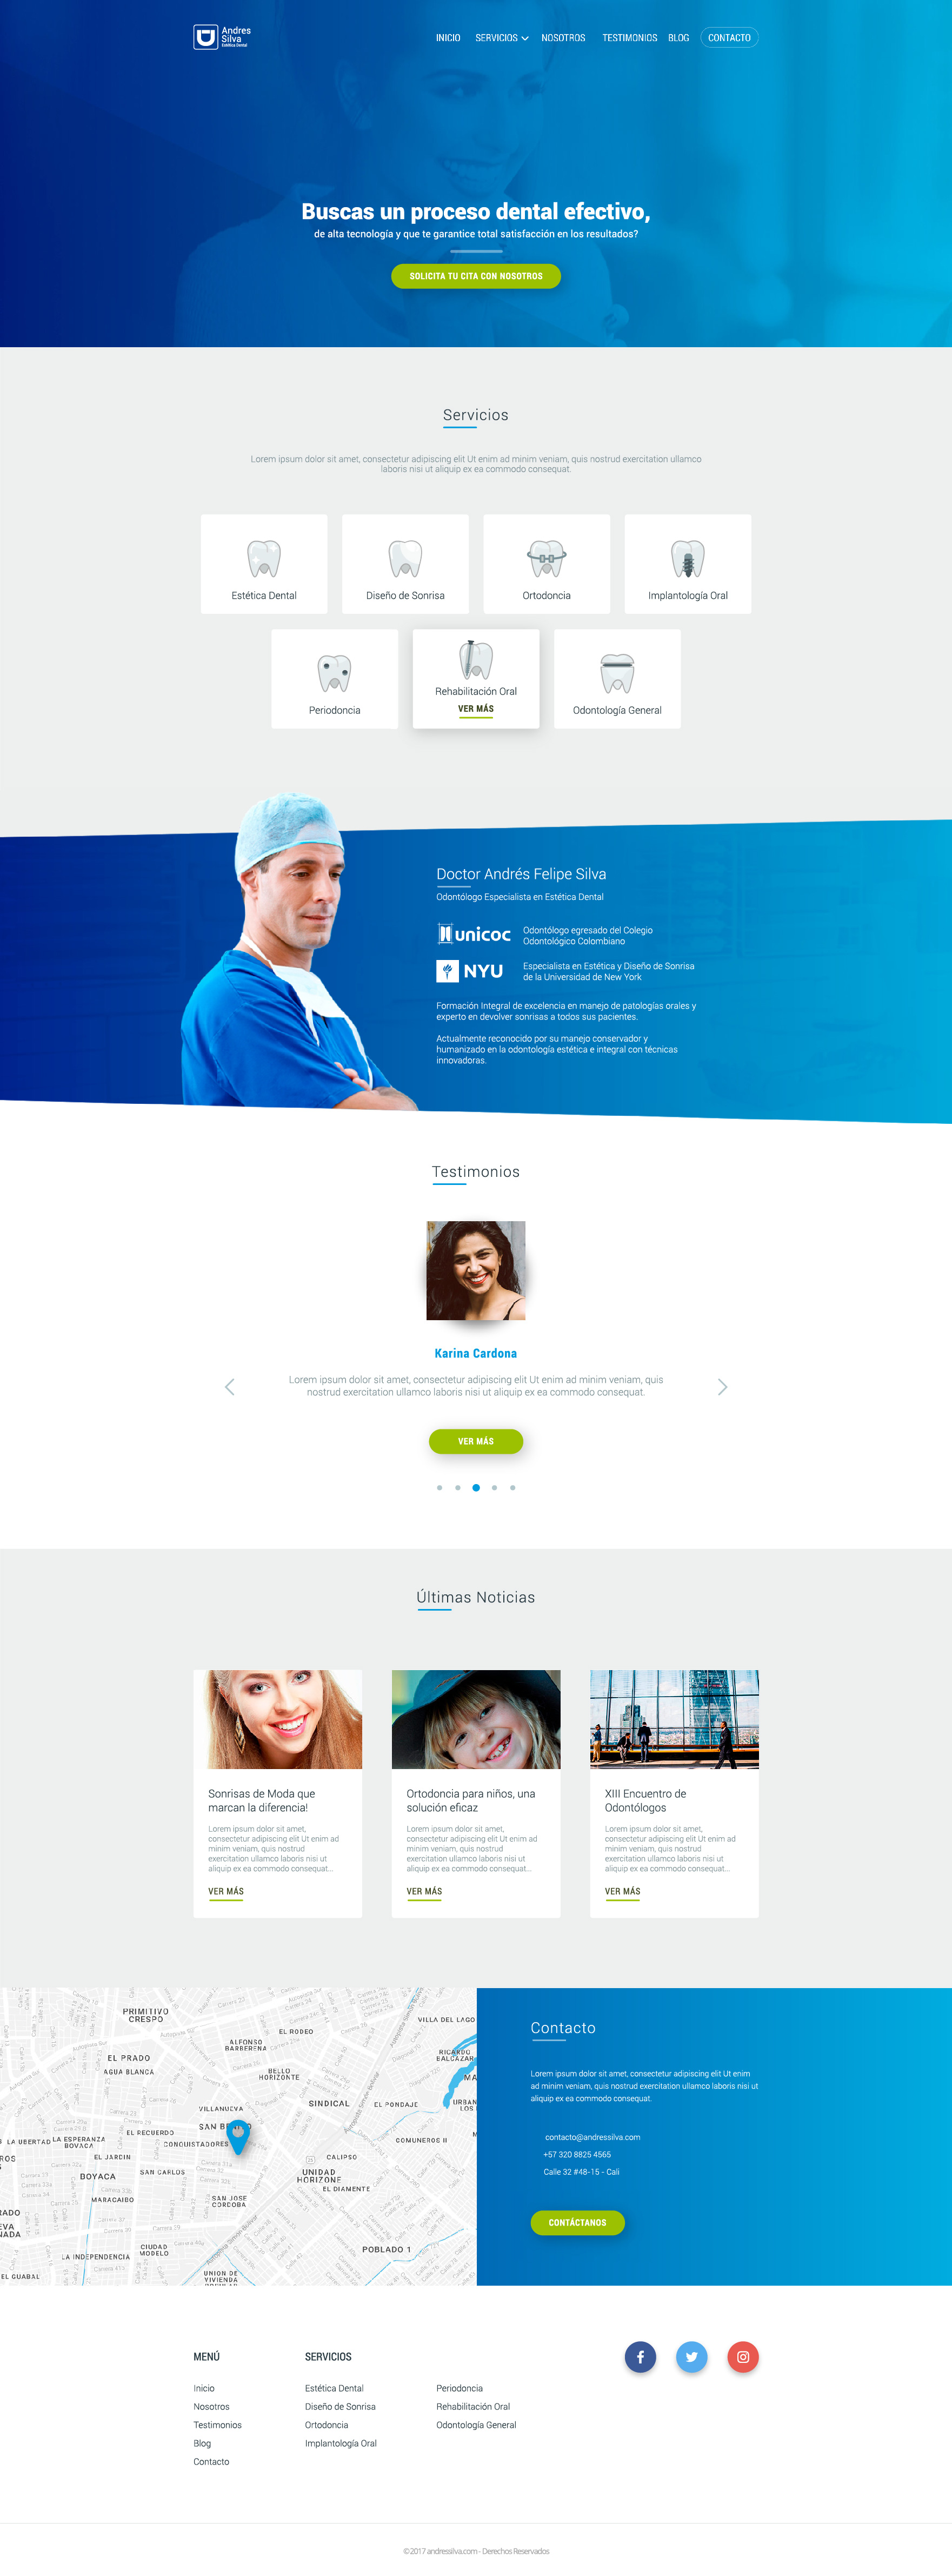 Andres
Silva
Estética Dental
INICIO SERVICIOS NOSOTROS TESTIMONIOS BLOG CONTACTO
Buscas un proceso dental efectivo,
de alta tecnología y que te garantice total satisfacción en los resultados?
SOLICITA TU CITA CON NOSOTROS
Servicios
Lorem ipsum dolor sit amet, consectetur adipiscing elit Ut enim ad minim veniam, quis nostrud exercitation ullamco
laboris nisi ut aliquip ex ea commodo consequat.
Estética Dental
Diseño de Sonrisa
Ortodoncia
Implantología Oral
Periodoncia
Rehabilitación Oral
VER MÁS
Odontología General
Doctor Andrés Felipe Silva
Odontólogo Especialista en Estética Dental
unicoc
Odontólogo egresado del Colegio
Odontológico Colombiano
NYU
Especialista en Estética y Diseño de Sonrisa
de la Universidad de New York
Formación Integral de excelencia en manejo de patologías orales y
experto en devolver sonrisas a todos sus pacientes.
Actualmente reconocido por su manejo conservador y
humanizado en la odontología estética e integral con técnicas
innovadoras.
Testimonios
Karina Cardona
Lorem ipsum dolor sit amet, consectetur adipiscing elit Ut enim ad minim veniam, quis
nostrud exercitation ullamco laboris nisi ut aliquip ex ea commodo consequat.
VER MÁS
Últimas Noticias
Sonrisas de Moda que
marcan la diferencia!
Lorem ipsum dolor sit amet,
consectetur adipiscing elit Ut enim ad
minim veniam, quis nostrud
exercitation ullamco laboris nisi ut
aliquip ex ea commodo consequat...
VER MÁS
Ortodoncia para niños, una
solución eficaz
Lorem ipsum dolor sit amet,
consectetur adipiscing elit Ut enim ad
minim veniam, quis nostrud
exercitation ullamco laboris nisi ut
aliquip ex ea commodo consequat...
VER MÁS
XIII Encuentro de
Odontólogos
Lorem ipsum dolor sit amet,
consectetur adipiscing elit Ut enim ad
minim veniam, quis nostrud
exercitation ullamco laboris nisi ut
aliquip ex ea commodo consequat...
VER MÁS
PRIMITIVO
CRESPO
VILLA DEL LAGO
EL RODEO
ALFONSO
BARBERENA
RICARDO
BALCAZAR
EL PRADO
AGUA BLANCA
BELLO
HORIZONTE
MA
SINDICAL
EL PONDAJE
URBAN
LOS
VILLANUEVA
SAN BENITO
EL RECUERDO
LA ESPERANZA
BOVACA
LA LIBERTAD
CONQUISTADORES
COMUNEROS II
EL JARDIN
CALIPSO
SAN CARLOS
BOYACA
UNIDAD
HORIZONE
EL DIAMENTE
MARACAIBO
SAN JOSE
CORDOBA
RADO
EVA
NADA
CIUDAD
MODELO
LA INDEPENDENCIA
POBLADO 1
EL GUABAL
UNION DE
VIVIENDA
Contacto
Lorem ipsum dolor sit amet, consectetur adipiscing elit Ut enim
ad minim veniam, quis nostrud exercitation ullamco laboris nisi ut
aliquip ex ea commodo consequat.
contacto@andressilva.com
+57 320 8825 4565
Calle 32 #48-15 - Cali
CONTÁCTANOS
MENÚ
Inicio
Nosotros
Testimonios
Blog
Contacto
SERVICIOS
Estética Dental
Diseño de Sonrisa
Ortodoncia
Implantología Oral
Periodoncia
Rehabilitación Oral
Odontología General
©2017 andressilva.com - Derechos Reservados